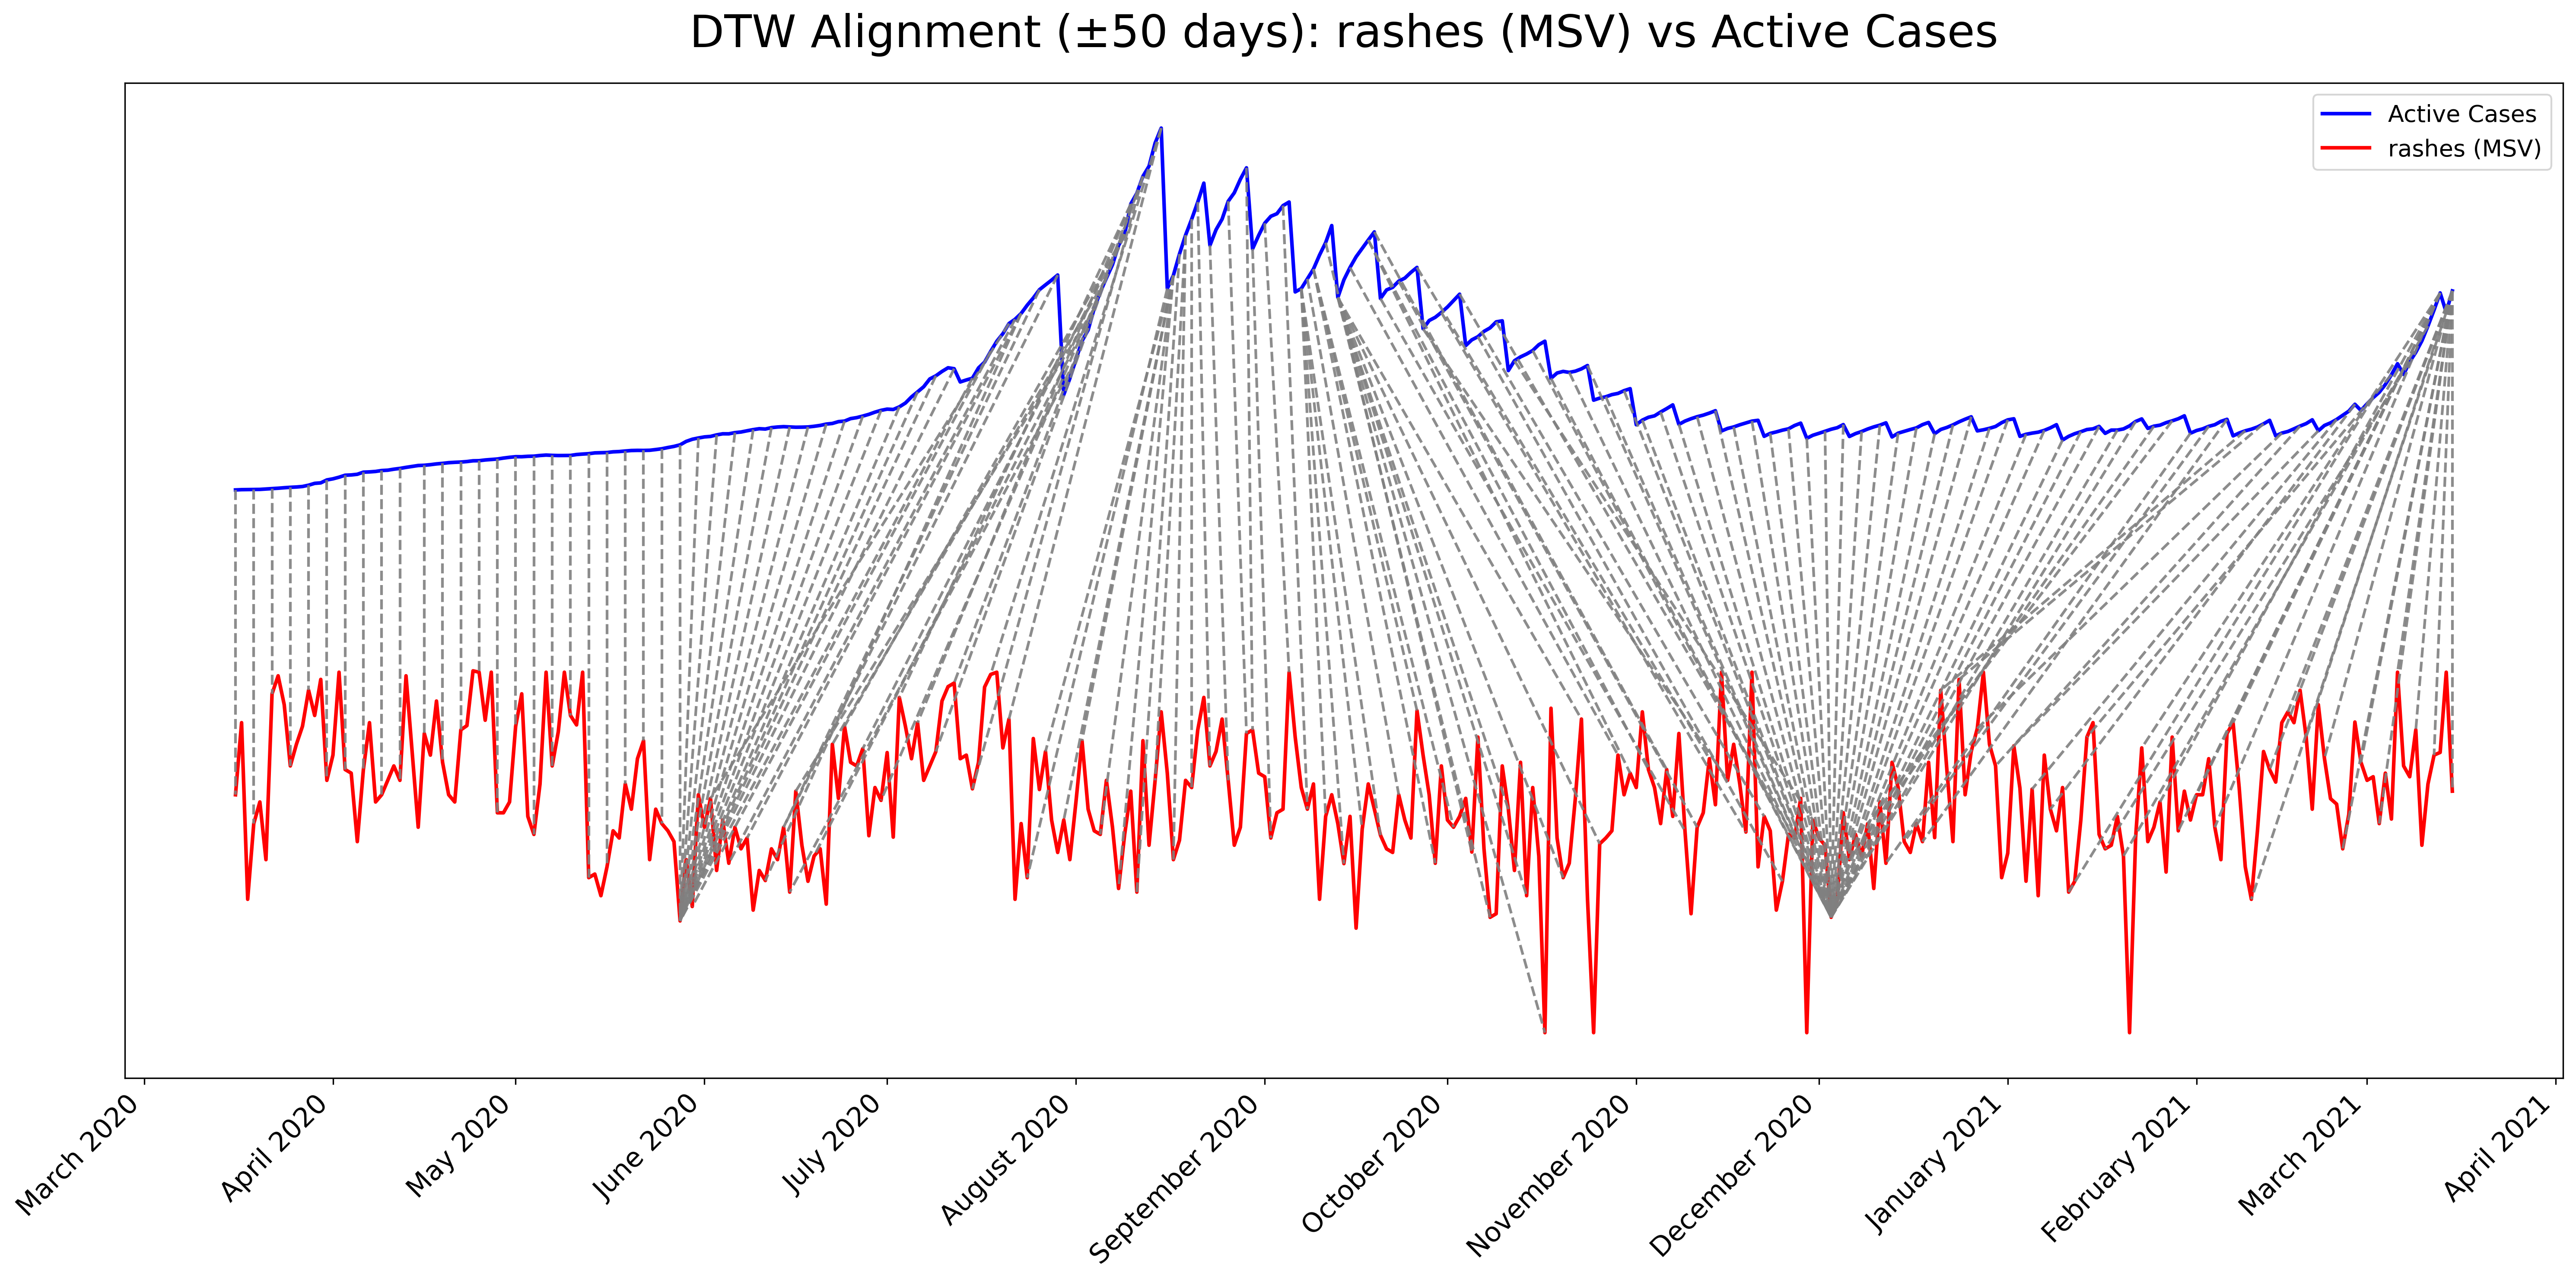 DTW Alignment (±50 days): rashes (MSV) vs Active Cases
Active Cases
rashes (MSV)
March 2020
April 2020
May 2020
June 2020
July 2020
August 2020
September 2020
October 2020
November 2020
December 2020
January 2021
February 2021
March 2021
April 2021